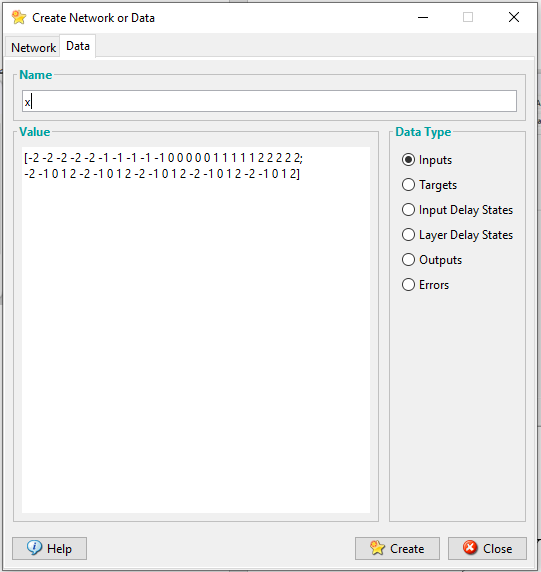 Create Network or Data
Network Data
Name
x
Value
[-2 -2 -2 -2 -2 -1 -1 -1 -1 -1 0 0 0 0 0 1 1 1 1 1 2 2 2 2 2;
-2 -1 0 1 2 -2 -1 0 1 2 -2 -1 0 1 2 -2 -1 0 1 2 -2 -1 0 1 2]
Data Type
Inputs
Targets
Input Delay States
Layer Delay States
Outputs
Errors
Help Create Close